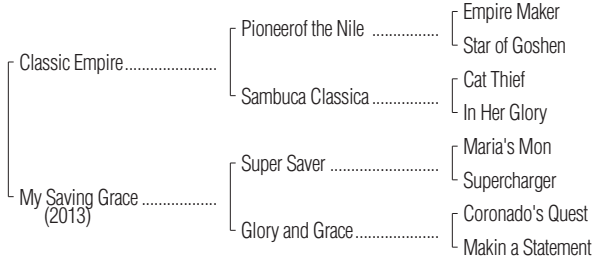 Empire Maker
Pioneerof the Nile ................
Star of Goshen
Classic Empire......................
Cat Thief
Sambuca Classica................
In Her Glory
Maria's Mon
Super Saver ..........................
Supercharger
My Saving Grace ..................
(2013)
Coronado's Quest
Glory and Grace....................
Makin a Statement